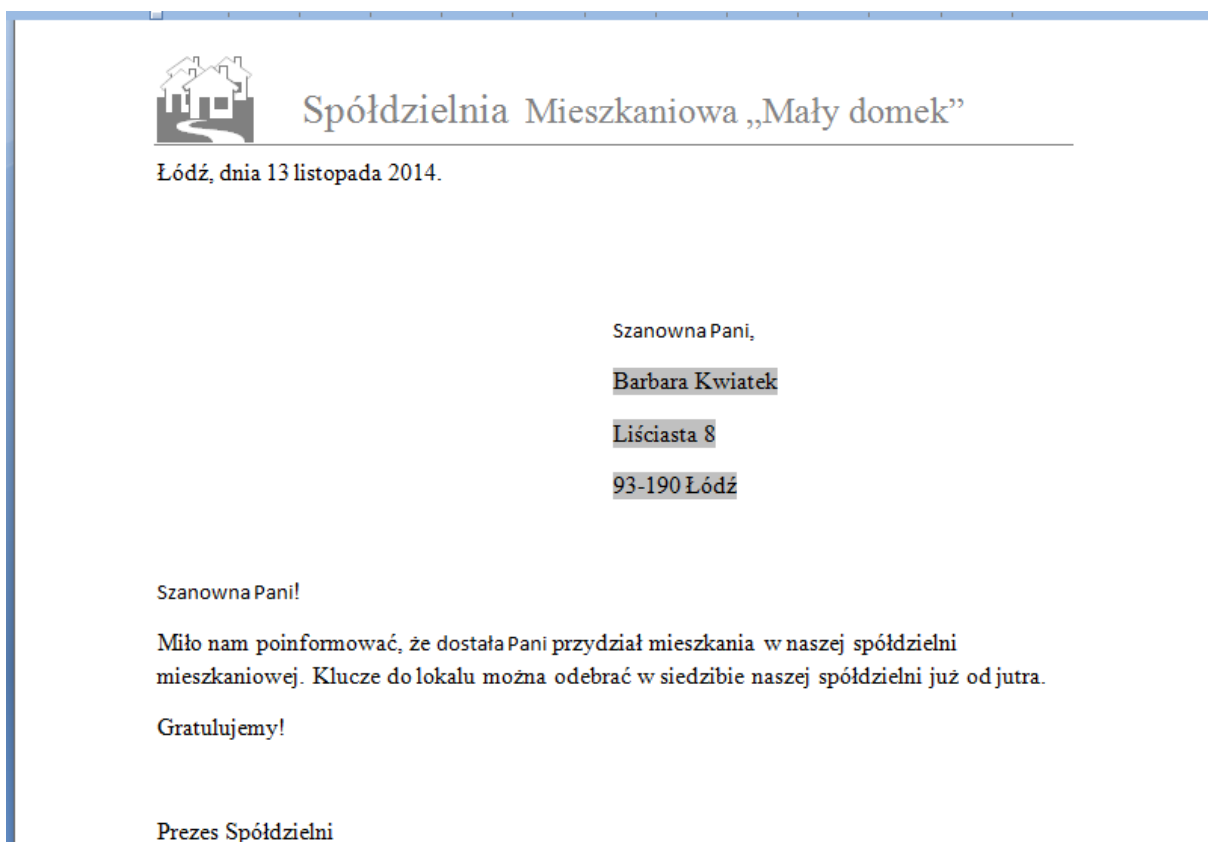 Spółdzielnia Mieszkaniowa „Mały domek”
Łódź, dnia 13 listopada 2014.
Szanowna Pani,
Barbara Kwiatek
Liściasta 8
93-190 Łódź
Szanowna Pani!
Miło nam poinformować, że dostała Pani przydział mieszkania w naszej spółdzielni
mieszkaniowej. Klucze do lokalu można odebrać w siedzibie naszej spółdzielni już od jutra.
Gratulujemy!
Prezes Spółdzielni